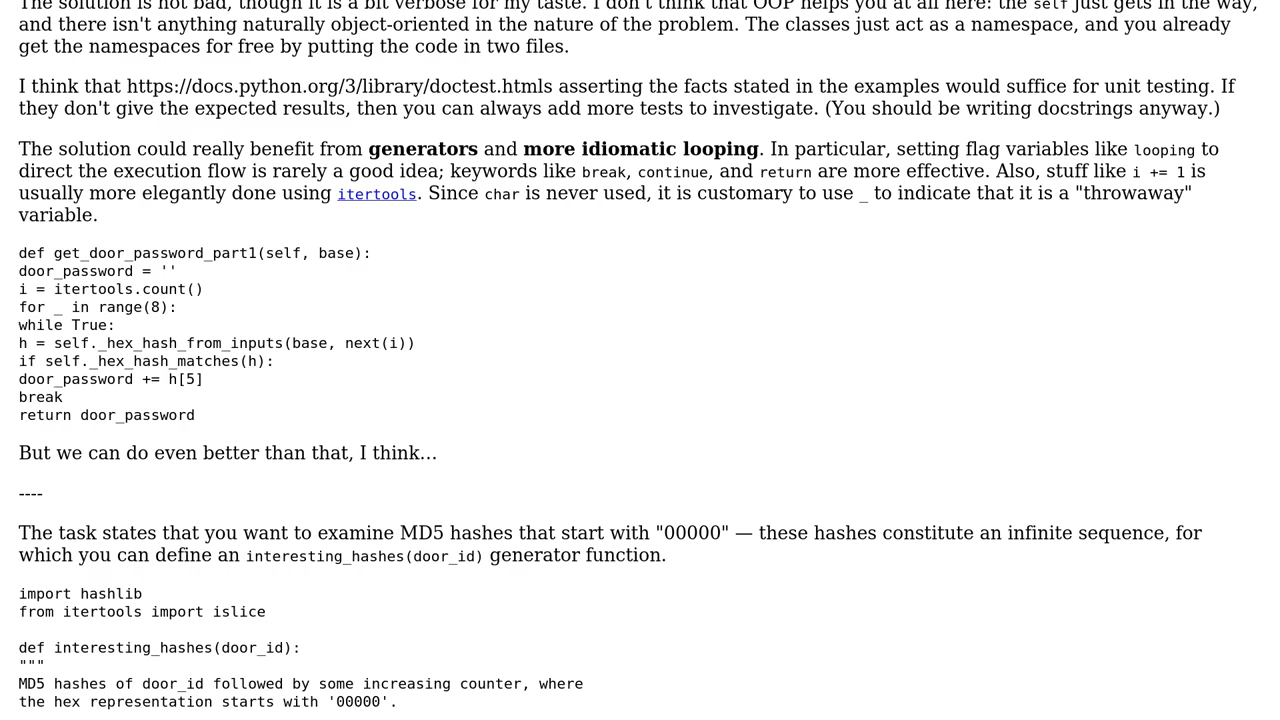 The solution is not bad, though it is a bit verbose for my taste. I don't think that OOP helps you at all here: the self just gets in the way,
and there isn't anything naturally object-oriented in the nature of the problem. The classes just act as a namespace, and you already
get the namespaces for free by putting the code in two files.
I think that https://docs.python.org/3/library/doctest.htmls asserting the facts stated in the examples would suffice for unit testing. If
they don't give the expected results, then you can always add more tests to investigate. (You should be writing docstrings anyway.)
The solution could really benefit from generators and more idiomatic looping. In particular, setting flag variables like looping to
direct the execution flow is rarely a good idea; keywords like break, continue, and return are more effective. Also, stuff like i += 1 is
usually more elegantly done using itertools. Since char is never used, it is customary to use _ to indicate that it is a "throwaway"
variable.
def get_door_password_part1(self, base):
door_password = ''
i = itertools.count()
for _ in range(8):
while True:
h = self._hex_hash_from_inputs(base, next(i))
if self._hex_hash_matches(h):
door_password += h[5]
break
return door_password
But we can do even better than that, I think…
----
The task states that you want to examine MD5 hashes that start with "00000" — these hashes constitute an infinite sequence, for
which you can define an interesting_hashes(door_id) generator function.
import hashlib
from itertools import islice
def interesting_hashes(door_id):
"""
MD5 hashes of door_id followed by some increasing counter, where
the hex representation starts with '00000'.